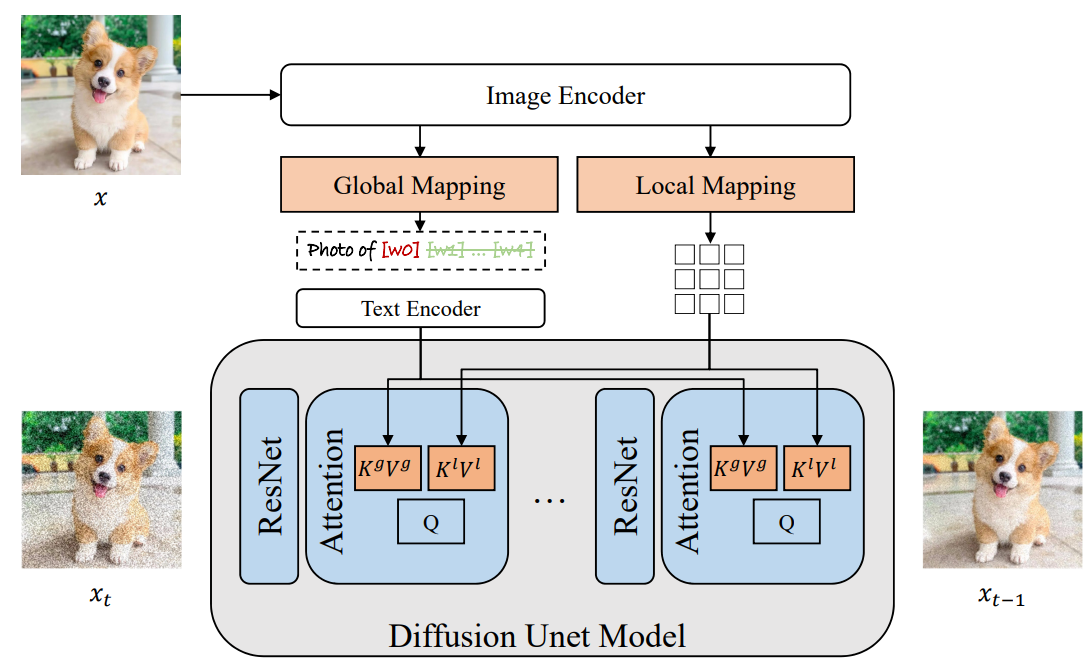 Image Encoder
x
Global Mapping
Local Mapping
Photo of [w0] [w1] ... [w4]
Text Encoder
ResNet
Attention
K^g V^g
K^l V^l
Q
...
ResNet
Attention
K^g V^g
K^l V^l
Q
x_t
x_{t-1}
Diffusion Unet Model